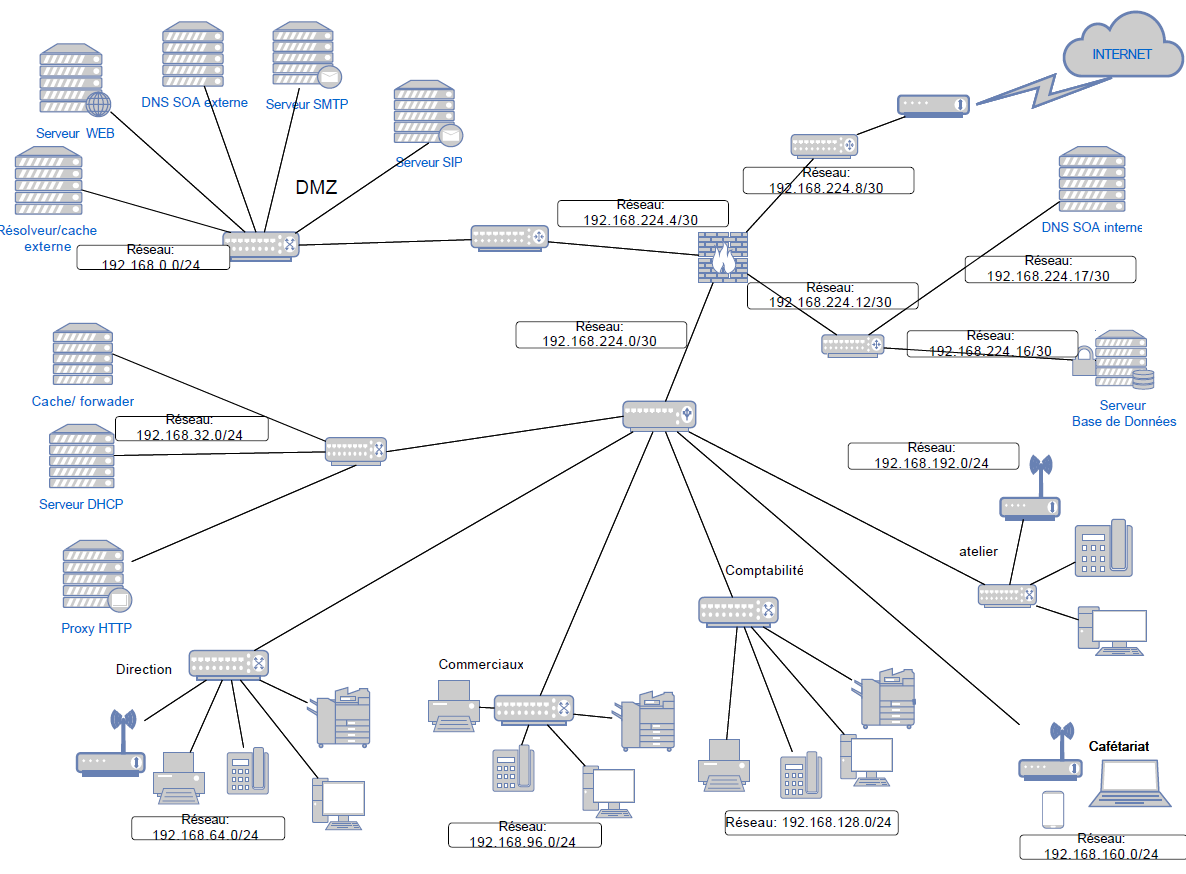 INTERNET
DNS SOA externe
Serveur SMTP
Serveur WEB
Serveur SIP
Réseau:
192.168.224.8/30
DMZ
Réseau:
192.168.224.4/30
Résolveur/cache
externe
Réseau:
192.168.0.0/24
DNS SOA interne
Réseau:
192.168.224.17/30
Réseau:
192.168.224.12/30
Réseau:
192.168.224.0/30
Réseau:
192.168.224.16/30
Cache/ forwader
Serveur
Base de Données
Réseau:
192.168.32.0/24
Réseau:
192.168.192.0/24
Serveur DHCP
atelier
Comptabilité
Proxy HTTP
Direction
Commerciaux
Cafétariat
Réseau:
192.168.64.0/24
Réseau:
192.168.96.0/24
Réseau: 192.168.128.0/24
Réseau:
192.168.160.0/24